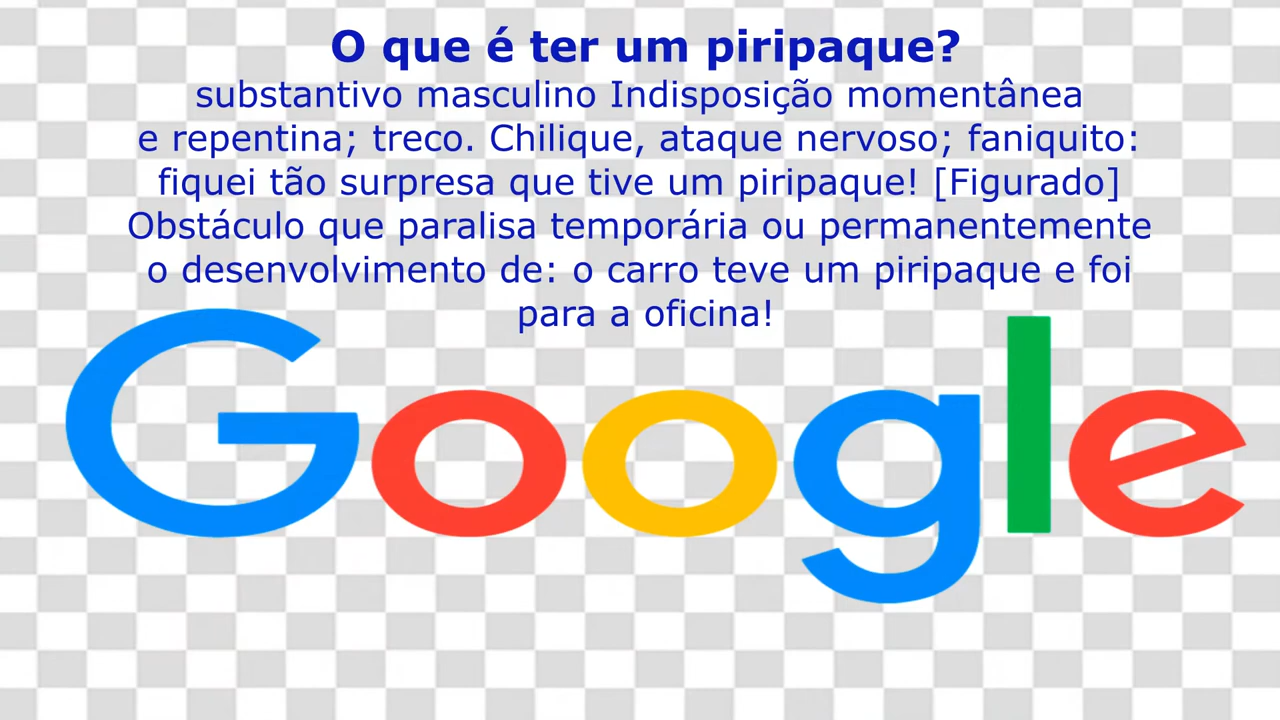 O que é ter um piripaque?
substantivo masculino Indisposição momentânea
e repentina; treco. Chilique, ataque nervoso; faniquito:
fiquei tão surpresa que tive um piripaque! [Figurado]
Obstáculo que paralisa temporária ou permanentemente
o desenvolvimento de: o carro teve um piripaque e foi
para a oficina!
Google